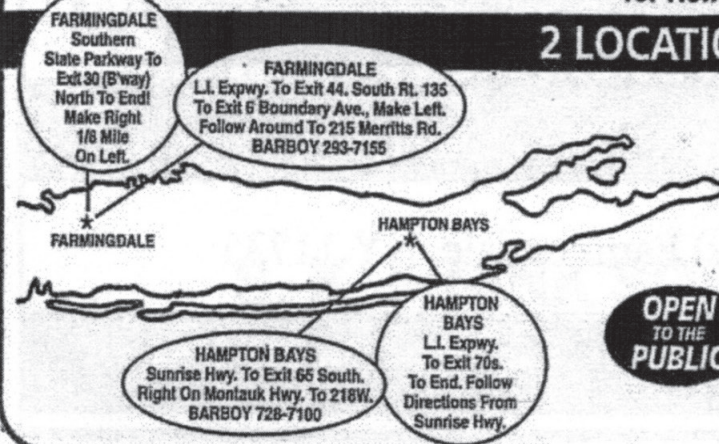 2 LOCATIO
FARMINGDALE
Southern
State Parkway To
Exit 30 (B'way)
North To End!
Make Right
1/8 Mile
On Left.
FARMINGDALE
L.I. Expwy. To Exit 44. South Rt. 135
To Exit 6 Boundary Ave., Make Left.
Follow Around To 215 Merritts Rd.
BARBOY 293-7155
FARMINGDALE
HAMPTON BAYS
HAMPTON BAYS
Sunrise Hwy. To Exit 65 South.
Right On Montauk Hwy. To 218W.
BARBOY 728-7100
HAMPTON
BAYS
L.I. Expwy.
To Exit 70s.
To End. Follow
Directions From
Sunrise Hwy.
OPEN
TO THE
PUBLIC